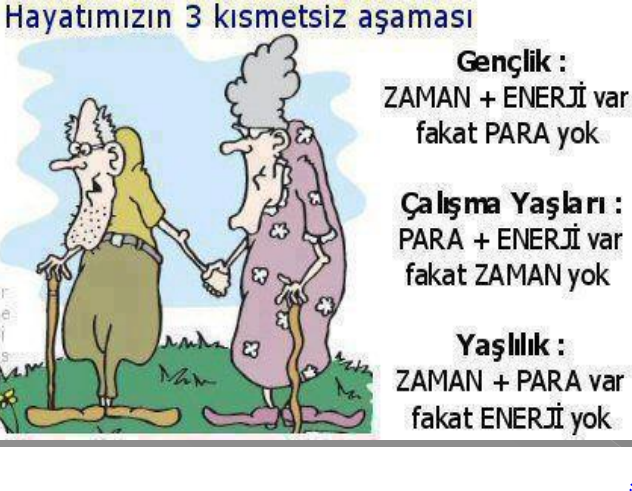 Hayatımızın 3 kısmetsiz aşaması
Gençlik :
ZAMAN + ENERJİ var
fakat PARA yok
Çalışma Yaşları :
PARA + ENERJİ var
fakat ZAMAN yok
Yaşlılık :
ZAMAN + PARA var
fakat ENERJİ yok